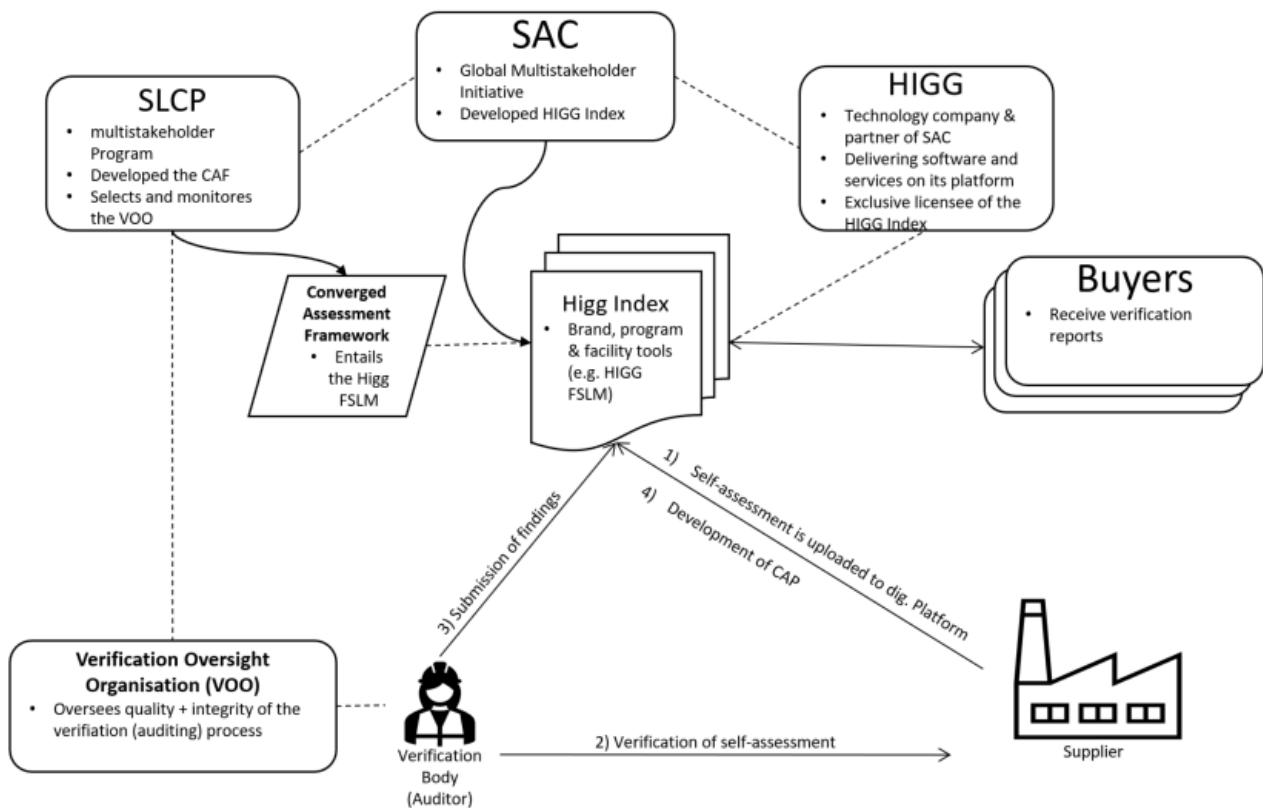 SAC
• Global Multistakeholder
Initiative
• Developed HIGG Index
SLCP
• multistakeholder
Program
• Developed the CAF
• Selects and monitores
the VOO
HIGG
• Technology company &
partner of SAC
• Delivering software and
services on its platform
• Exclusive licensee of the
HIGG Index
Converged
Assessment
Framework
• Entails
the Higg
FSLM
Higg Index
• Brand, program
& facility tools
(e.g. HIGG
FSLM)
Buyers
• Receive verification
reports
1) Self-assessment is uploaded to dig. Platform
4) Development of CAP
3) Submission of findings
Verification Oversight
Organisation (VOO)
• Oversees quality + integrity of the
verifiation (auditing) process
Verification
Body
(Auditor)
2) Verification of self-assessment
Supplier